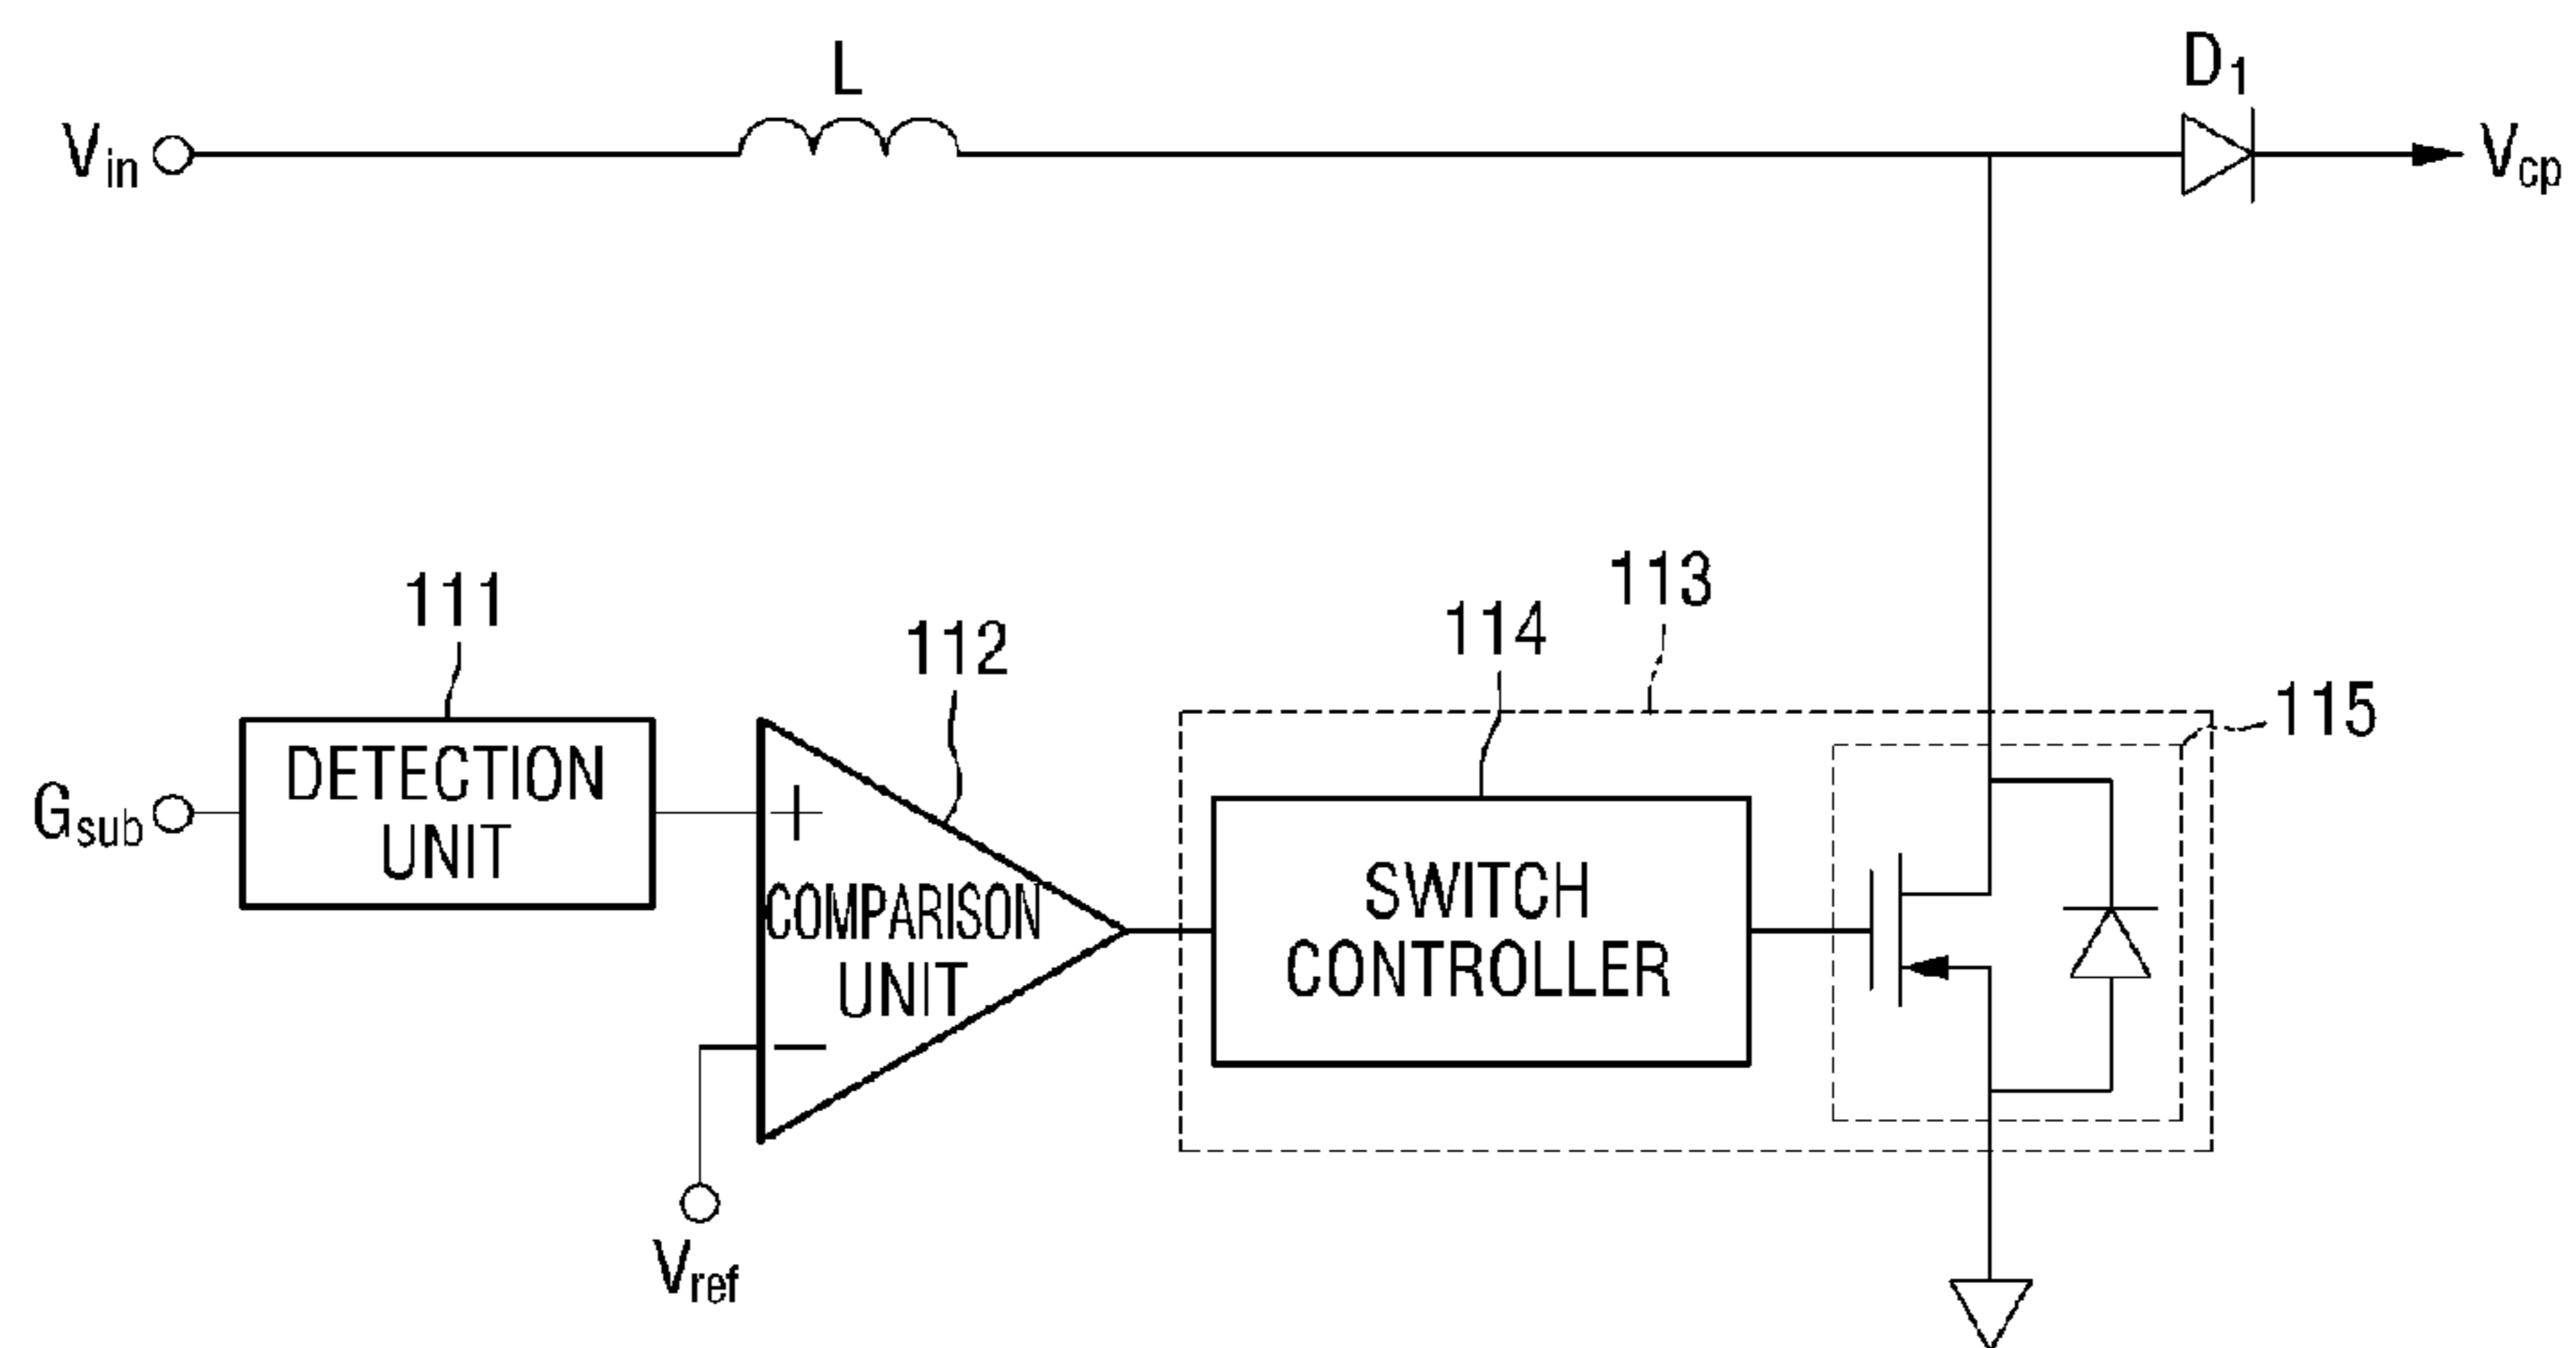 L
D1
Vin
Vcp
111
112
113
114
115
Gsub
DETECTION
UNIT
+
COMPARISON
UNIT
−
SWITCH
CONTROLLER
Vref